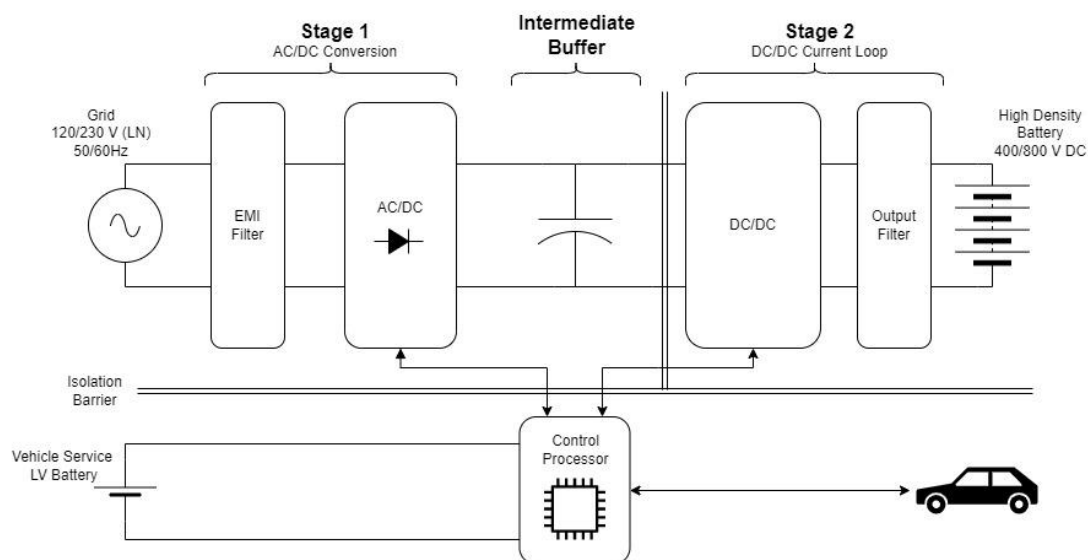 Stage 1
AC/DC Conversion
Intermediate
Buffer
Stage 2
DC/DC Current Loop
Grid
120/230 V (LN)
50/60Hz
EMI
Filter
AC/DC
DC/DC
Output
Filter
High Density
Battery
400/800 V DC
Isolation
Barrier
Vehicle Service
LV Battery
Control
Processor